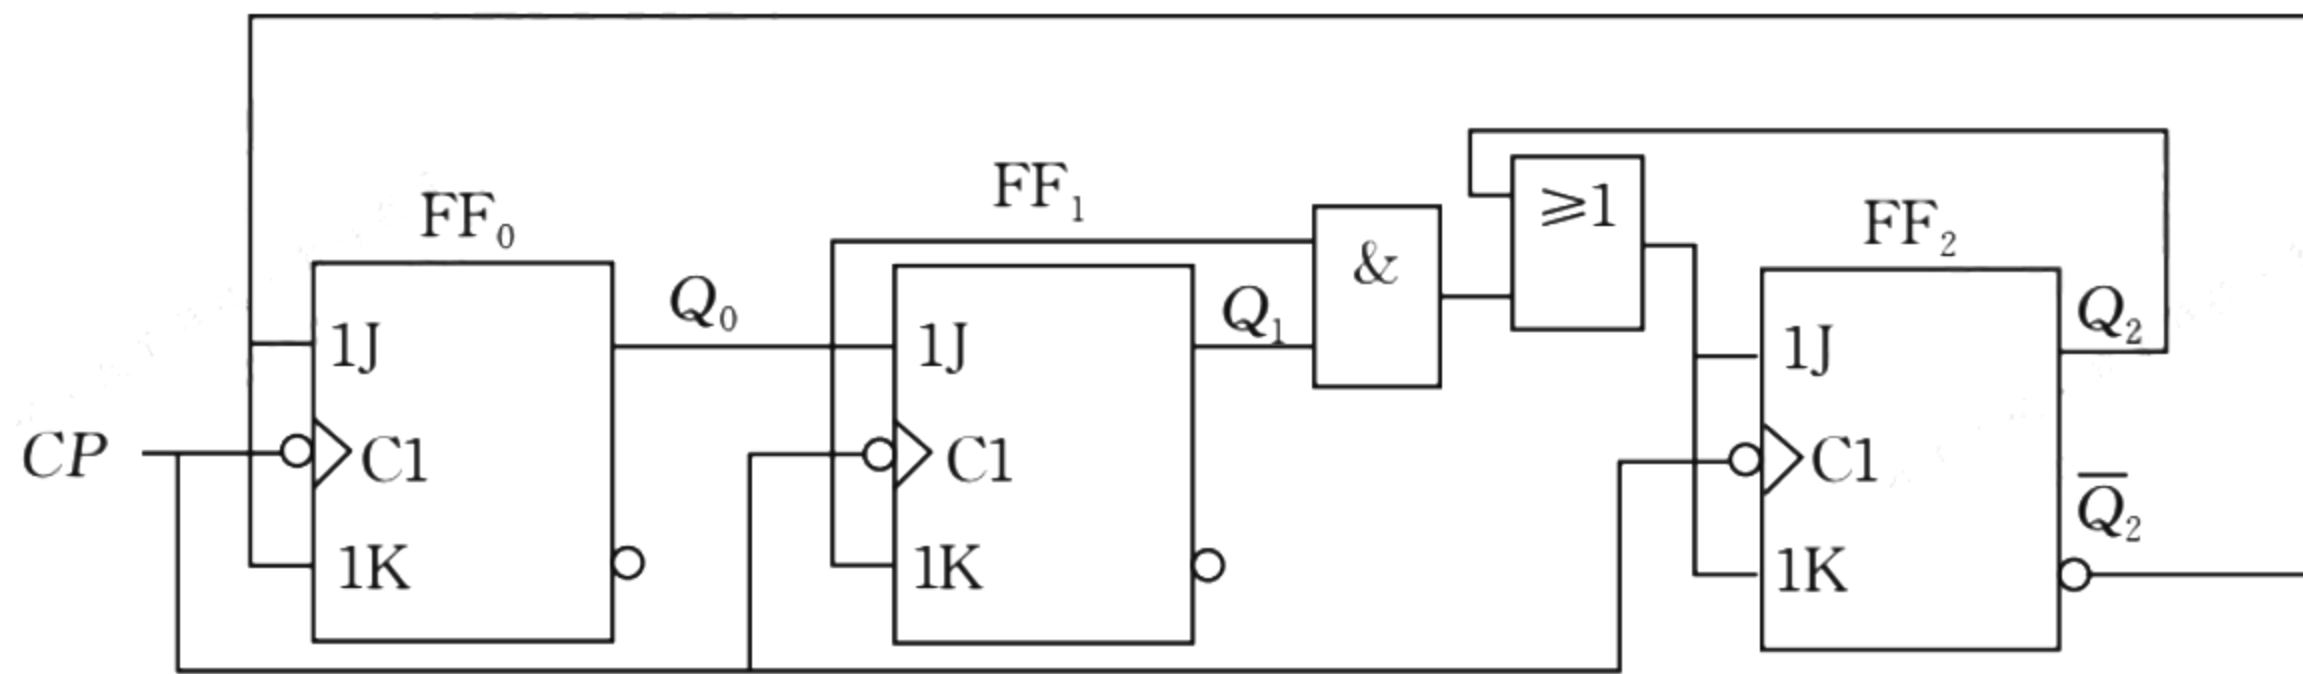 FF₀
FF₁
FF₂
≥1
&
Q₀
Q₁
Q₂
1J
1J
1J
CP
C1
C1
C1
Q̅₂
1K
1K
1K